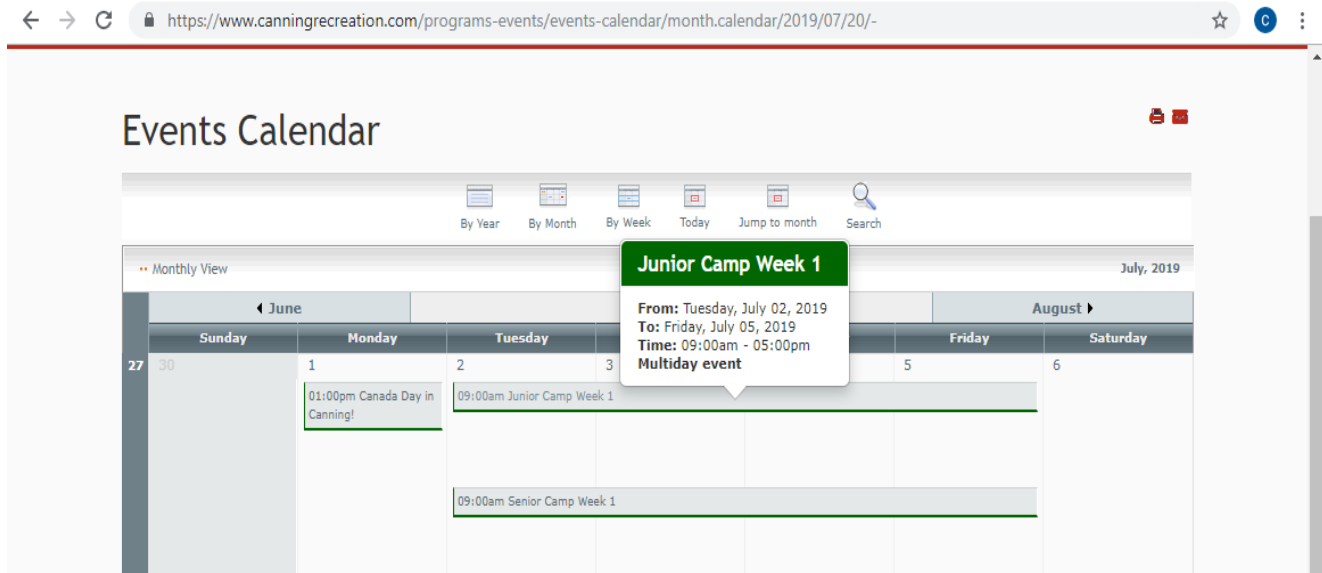 https://www.canningrecreation.com/programs-events/events-calendar/month.calendar/2019/07/20/-
C
Events Calendar
By Year By Month By Week Today Jump to month Search
Monthly View July, 2019
Junior Camp Week 1
From: Tuesday, July 02, 2019
To: Friday, July 05, 2019
Time: 09:00am - 05:00pm
Multiday event
June August
Sunday Monday Tuesday Friday Saturday
27 30 1 2 3 5 6
01:00pm Canada Day in
Canning!
09:00am Junior Camp Week 1
09:00am Senior Camp Week 1